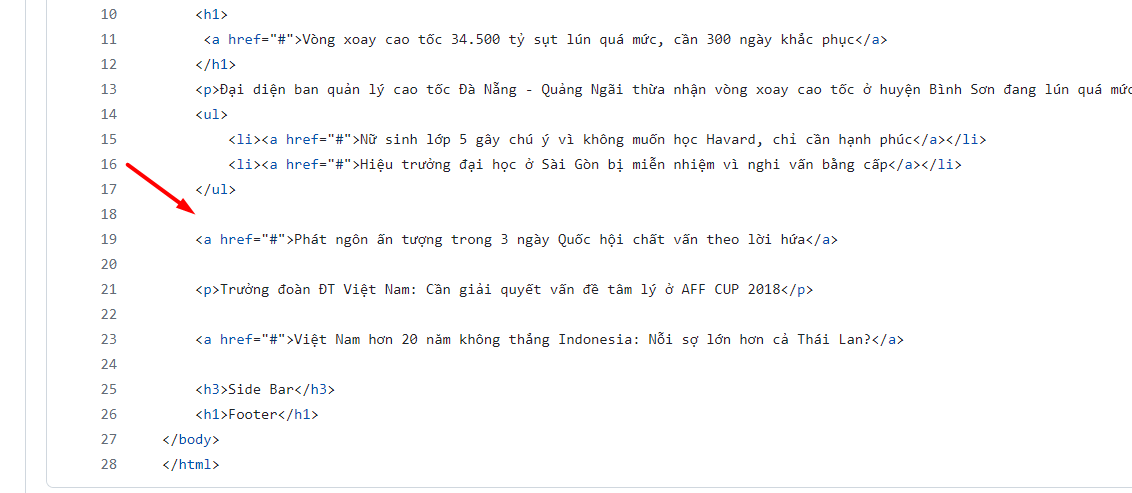 10 <h1>
11 <a href="#">Vòng xoay cao tốc 34.500 tỷ sụt lún quá mức, cần 300 ngày khắc phục</a>
12 </h1>
13 <p>Đại diện ban quản lý cao tốc Đà Nẵng - Quảng Ngãi thừa nhận vòng xoay cao tốc ở huyện Bình Sơn đang lún quá mức
14 <ul>
15 <li><a href="#">Nữ sinh lớp 5 gây chú ý vì không muốn học Havard, chỉ cần hạnh phúc</a></li>
16 <li><a href="#">Hiệu trưởng đại học ở Sài Gòn bị miễn nhiệm vì nghi vấn bằng cấp</a></li>
17 </ul>
18
19 <a href="#">Phát ngôn ấn tượng trong 3 ngày Quốc hội chất vấn theo lời hứa</a>
20
21 <p>Trưởng đoàn ĐT Việt Nam: Cần giải quyết vấn đề tâm lý ở AFF CUP 2018</p>
22
23 <a href="#">Việt Nam hơn 20 năm không thắng Indonesia: Nỗi sợ lớn hơn cả Thái Lan?</a>
24
25 <h3>Side Bar</h3>
26 <h1>Footer</h1>
27 </body>
28 </html>